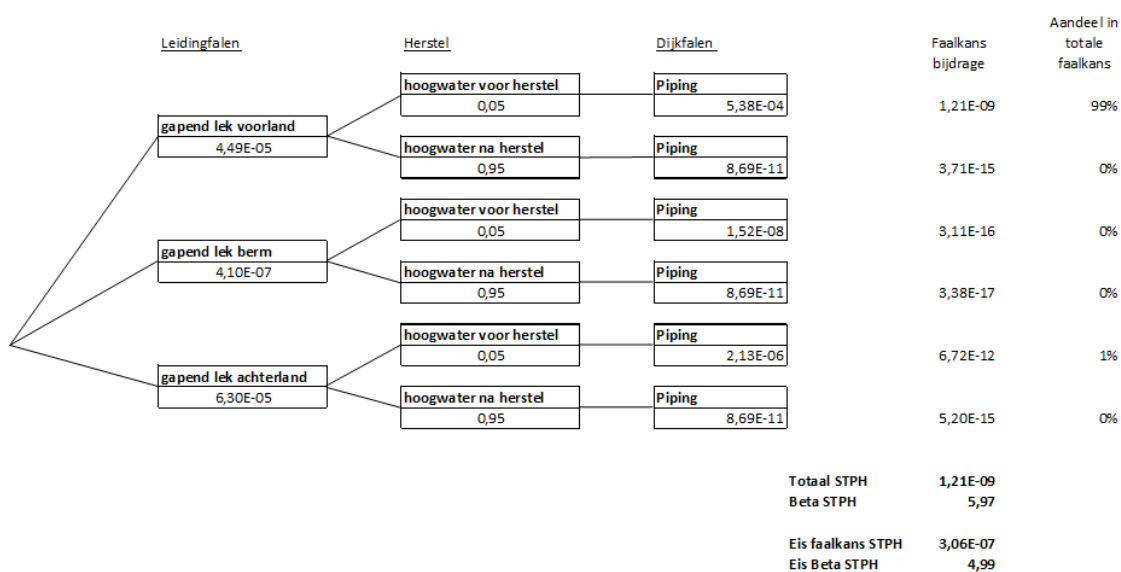 Aandeel in
Leidingfalen Herstel Dijkfalen Faalkans totale
bijdrage faalkans
hoogwater voor herstel Piping
0,05 5,38E-04 1,21E-09 99%
gapend lek voorland
4,49E-05 hoogwater na herstel Piping
0,95 8,69E-11 3,71E-15 0%
hoogwater voor herstel Piping
0,05 1,52E-08 3,11E-16 0%
gapend lek berm
4,10E-07 hoogwater na herstel Piping
0,95 8,69E-11 3,38E-17 0%
hoogwater voor herstel Piping
0,05 2,13E-06 6,72E-12 1%
gapend lek achterland
6,30E-05 hoogwater na herstel Piping
0,95 8,69E-11 5,20E-15 0%
Totaal STPH 1,21E-09
Beta STPH 5,97
Eis faalkans STPH 3,06E-07
Eis Beta STPH 4,99